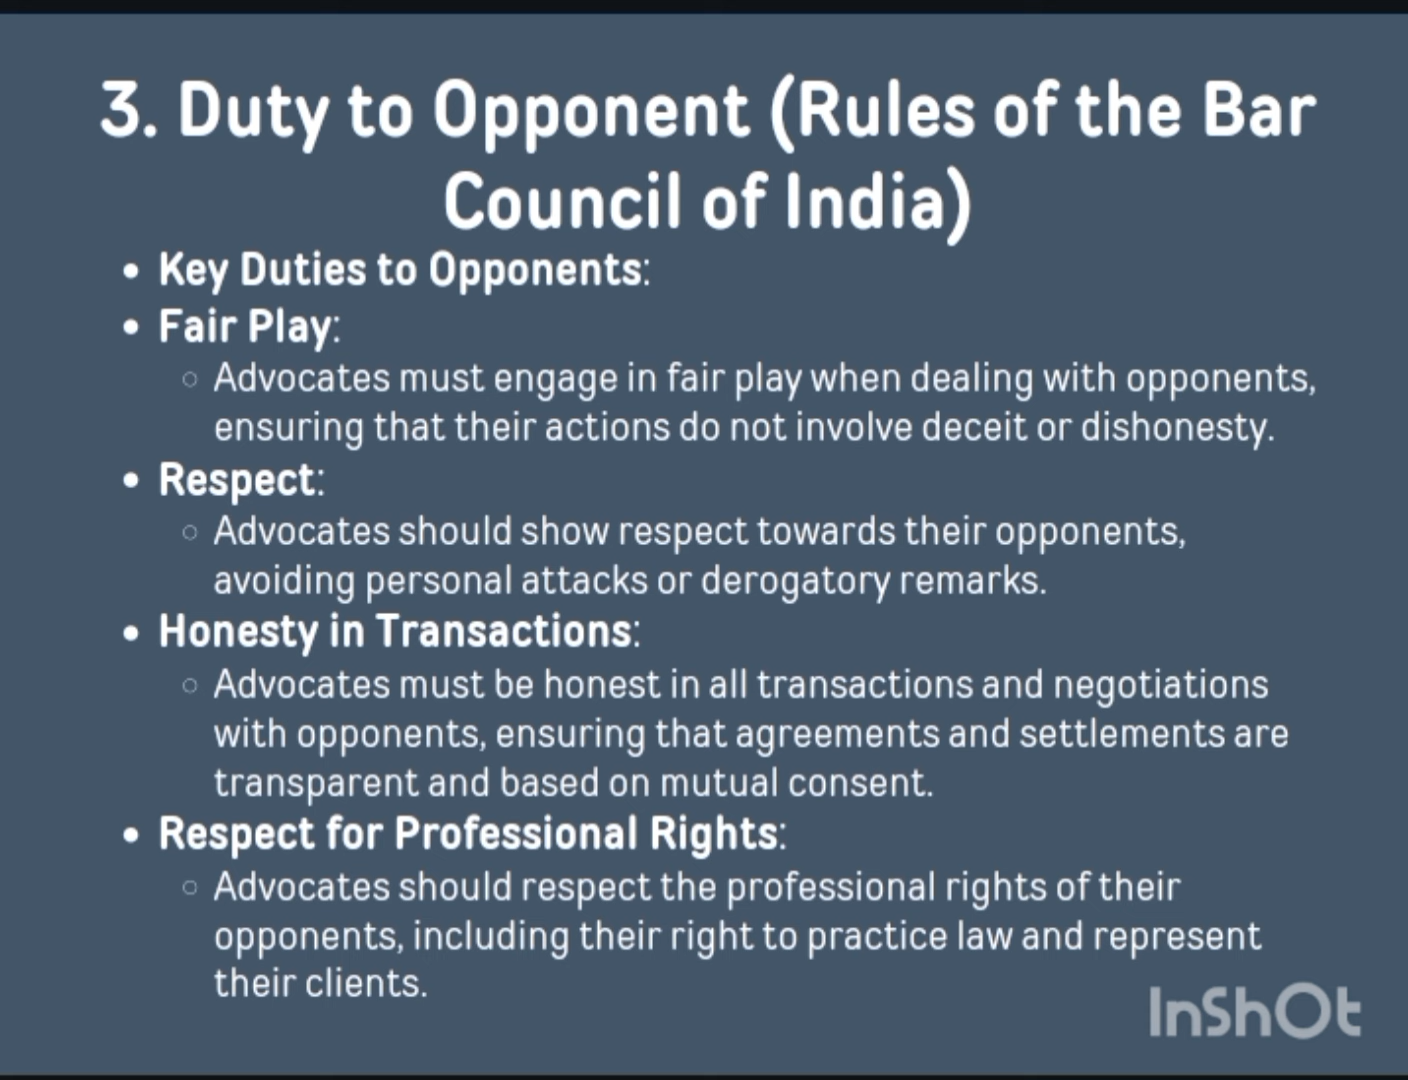 3. Duty to Opponent (Rules of the Bar
Council of India)
• Key Duties to Opponents:
• Fair Play:
○ Advocates must engage in fair play when dealing with opponents,
ensuring that their actions do not involve deceit or dishonesty.
• Respect:
○ Advocates should show respect towards their opponents,
avoiding personal attacks or derogatory remarks.
• Honesty in Transactions:
○ Advocates must be honest in all transactions and negotiations
with opponents, ensuring that agreements and settlements are
transparent and based on mutual consent.
• Respect for Professional Rights:
○ Advocates should respect the professional rights of their
opponents, including their right to practice law and represent
their clients.
InShOt